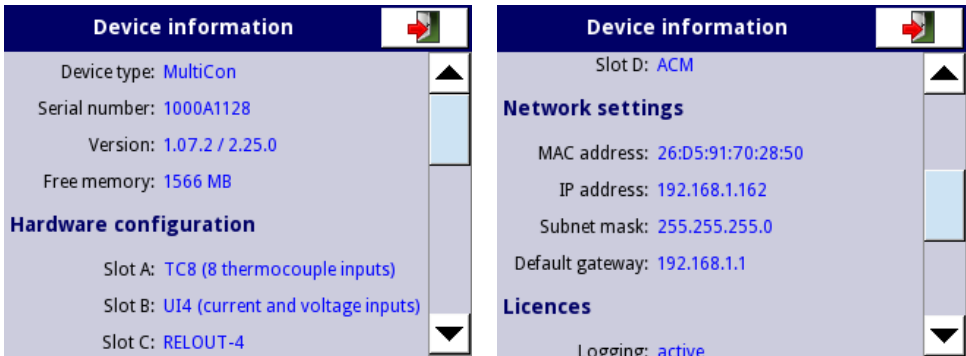 Device information
Device type: MultiCon
Serial number: 1000A1128
Version: 1.07.2 / 2.25.0
Free memory: 1566 MB
Hardware configuration
Slot A: TC8 (8 thermocouple inputs)
Slot B: UI4 (current and voltage inputs)
Slot C: RELOUT-4
Device information
Slot D: ACM
Network settings
MAC address: 26:D5:91:70:28:50
IP address: 192.168.1.162
Subnet mask: 255.255.255.0
Default gateway: 192.168.1.1
Licences
Logging: active